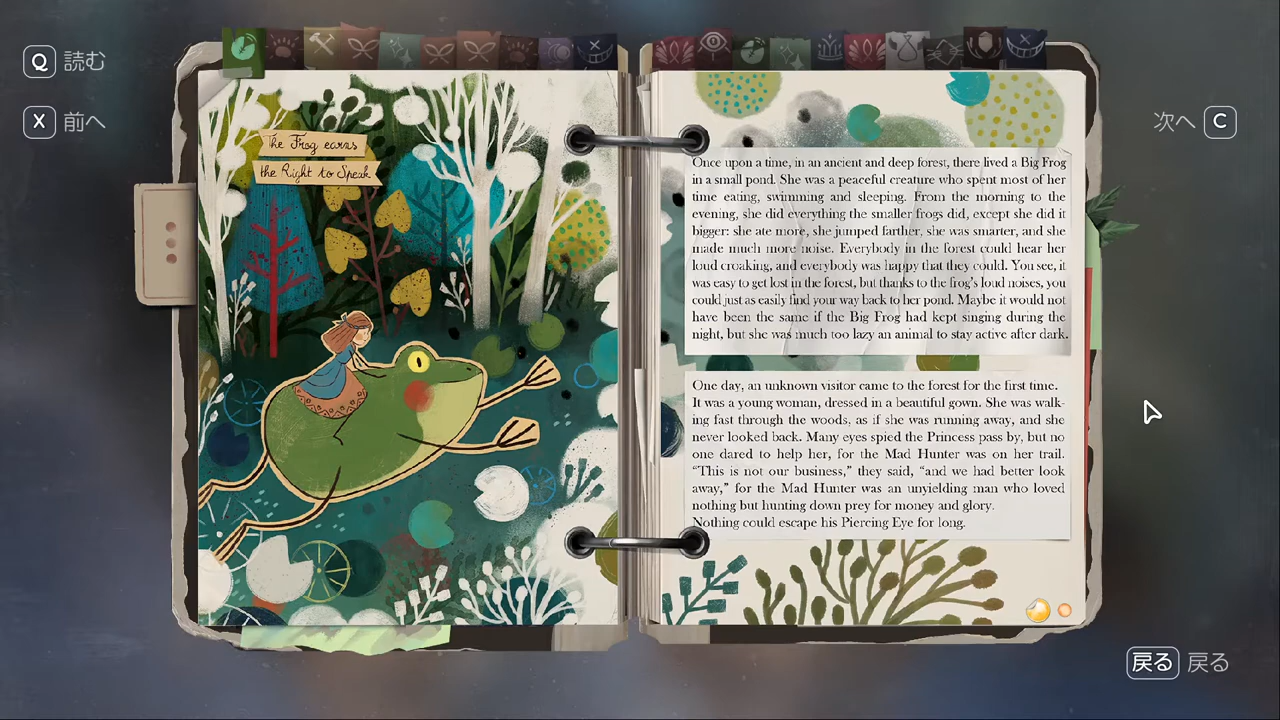 Q 読む
X 前へ
次へ C
The Frog earns
the Right to Speak
Once upon a time, in an ancient and deep forest, there lived a Big Frog
in a small pond. She was a peaceful creature who spent most of her
time eating, swimming and sleeping. From the morning to the
evening, she did everything the smaller frogs did, except she did it
bigger: she ate more, she jumped farther, she was smarter, and she
made much more noise. Everybody in the forest could hear her
loud croaking, and everybody was happy that they could. You see, it
was easy to get lost in the forest, but thanks to the frog's loud noises, you
could just as easily find your way back to her pond. Maybe it would not
have been the same if the Big Frog had kept singing during the
night, but she was much too lazy an animal to stay active after dark.
One day, an unknown visitor came to the forest for the first time.
It was a young woman, dressed in a beautiful gown. She was walk-
ing fast through the woods, as if she was running away, and she
never looked back. Many eyes spied the Princess pass by, but no
one dared to help her, for the Mad Hunter was on her trail.
“This is not our business,” they said, “and we had better look
away,” for the Mad Hunter was an unyielding man who loved
nothing but hunting down prey for money and glory.
Nothing could escape his Piercing Eye for long.
戻る 戻る